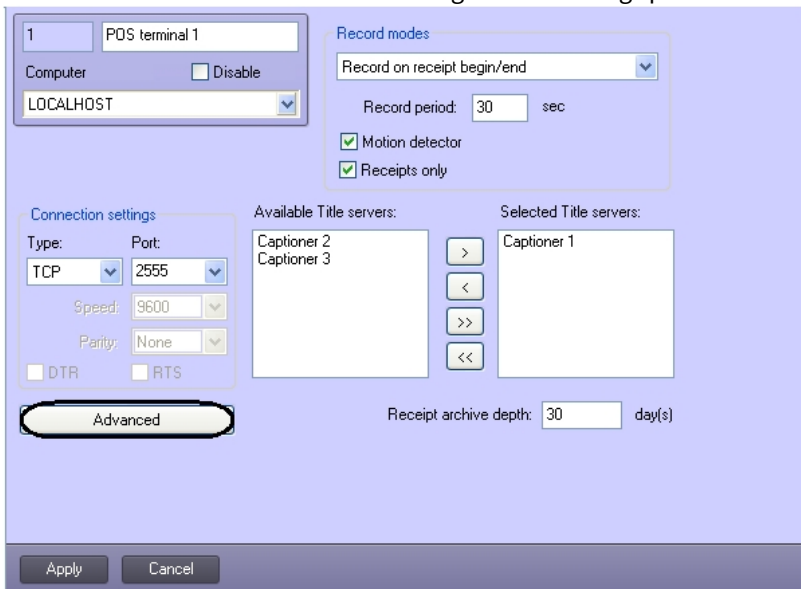 1 POS terminal 1
Computer Disable
LOCALHOST
Record modes
Record on receipt begin/end
Record period: 30 sec
Motion detector
Receipts only
Connection settings
Type: Port:
TCP 2555
Speed: 9600
Parity: None
DTR RTS
Advanced
Available Title servers:
Captioner 2
Captioner 3
>
<
>>
<<
Selected Title servers:
Captioner 1
Receipt archive depth: 30 day(s)
Apply Cancel